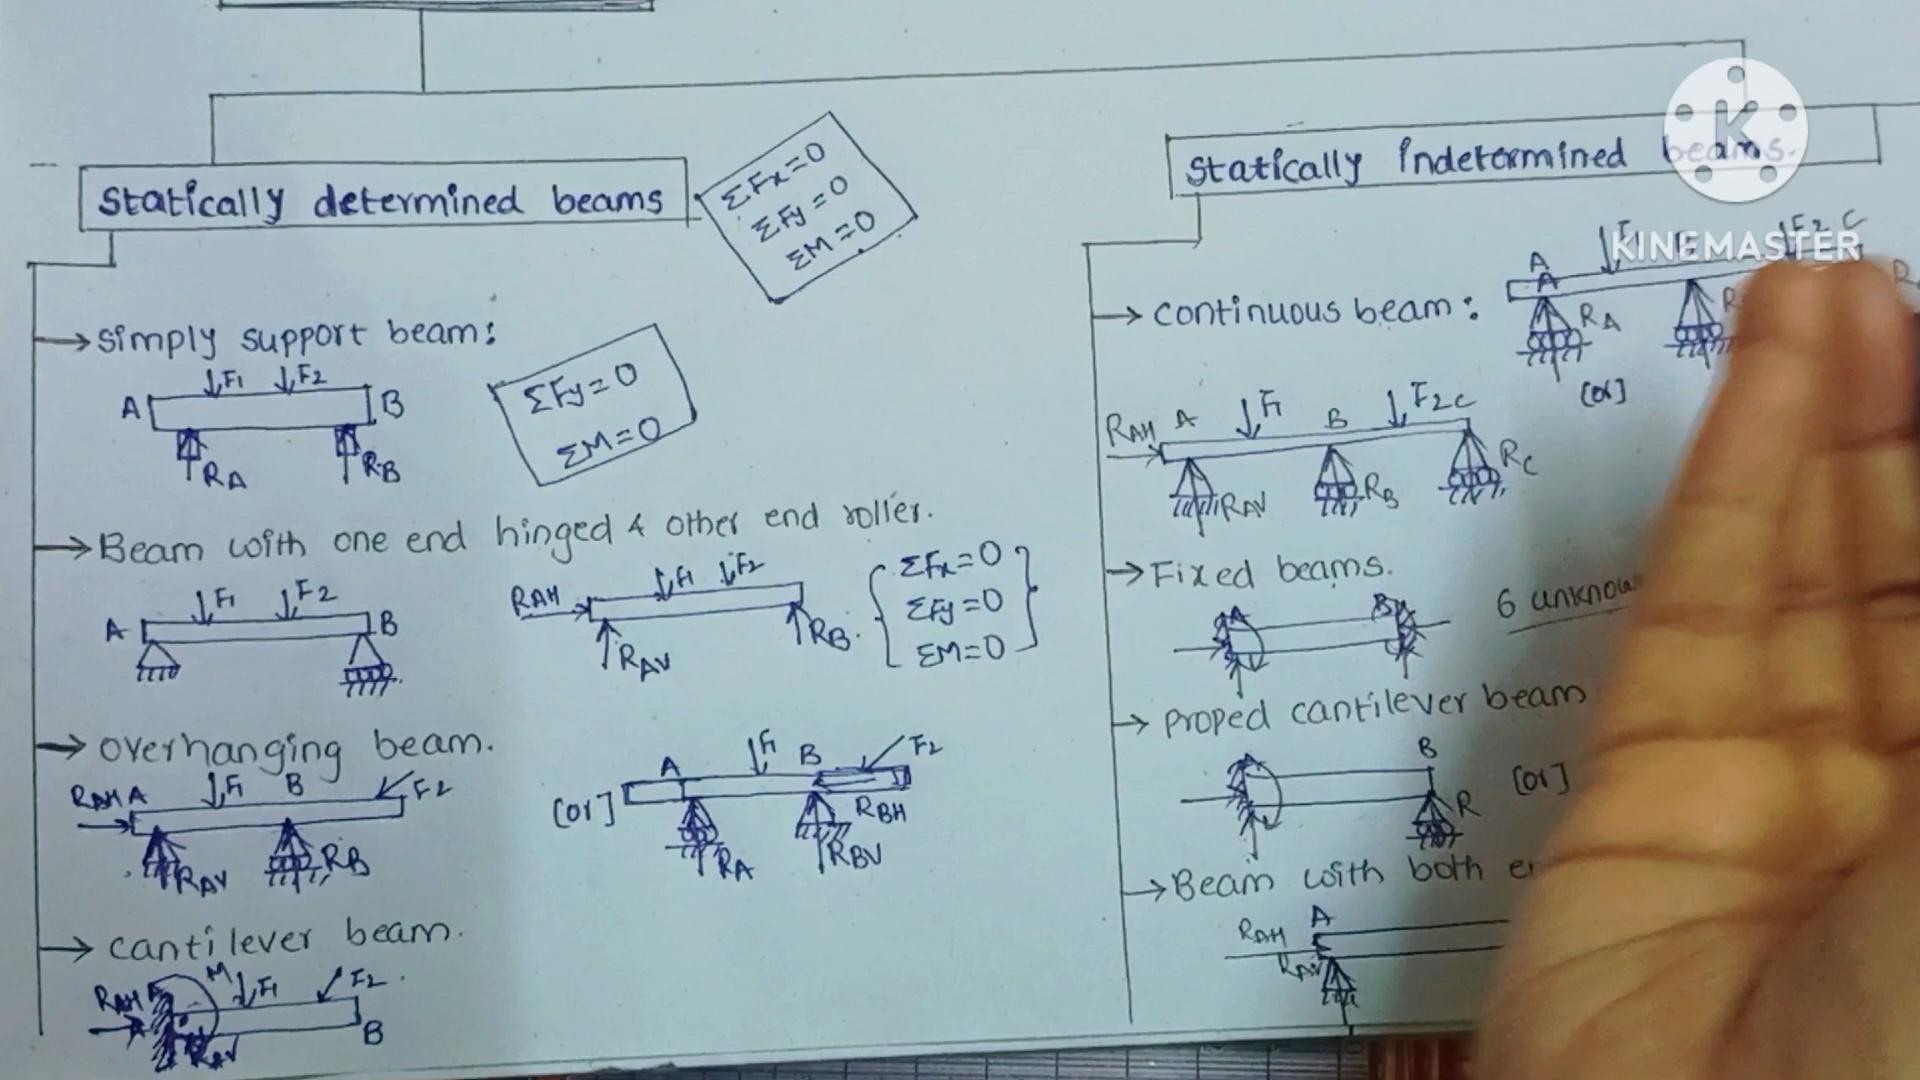 Statically determined beams
ΣFx=0
ΣFy=0
ΣM=0
→simply support beam:
A ↓F1 ↓F2 B
RA RB
ΣFy=0
ΣM=0
→Beam with one end hinged & other end roller.
A ↓F1 ↓F2 B
RAH ↓F1 ↓F2
RAV RB.
ΣFx=0
ΣFy=0
ΣM=0
→overhanging beam.
RAH A ↓F1 B F2
RAV RB
[or] A ↓F1 B F2
RBH
RA RBV
→cantilever beam.
RAH M ↓F1 F2.
RAV B
Statically indetermined beams.
K
KINEMASTER
→continuous beam:
A F2 C
A
RA
[or]
RAH A ↓F1 B ↓F2 C
RAV RB RC
→Fixed beams.
A B
6
→proped cantilever beam
A B
R
[or]
→Beam with both
RAH A
RAV